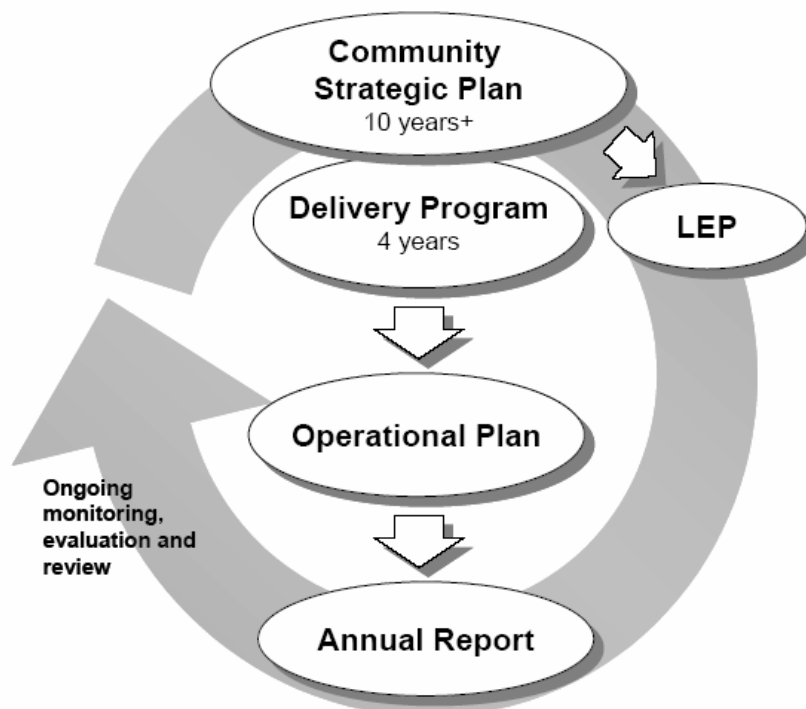 Community
Strategic Plan
10 years+
Delivery Program
4 years
LEP
Operational Plan
Ongoing
monitoring,
evaluation and
review
Annual Report